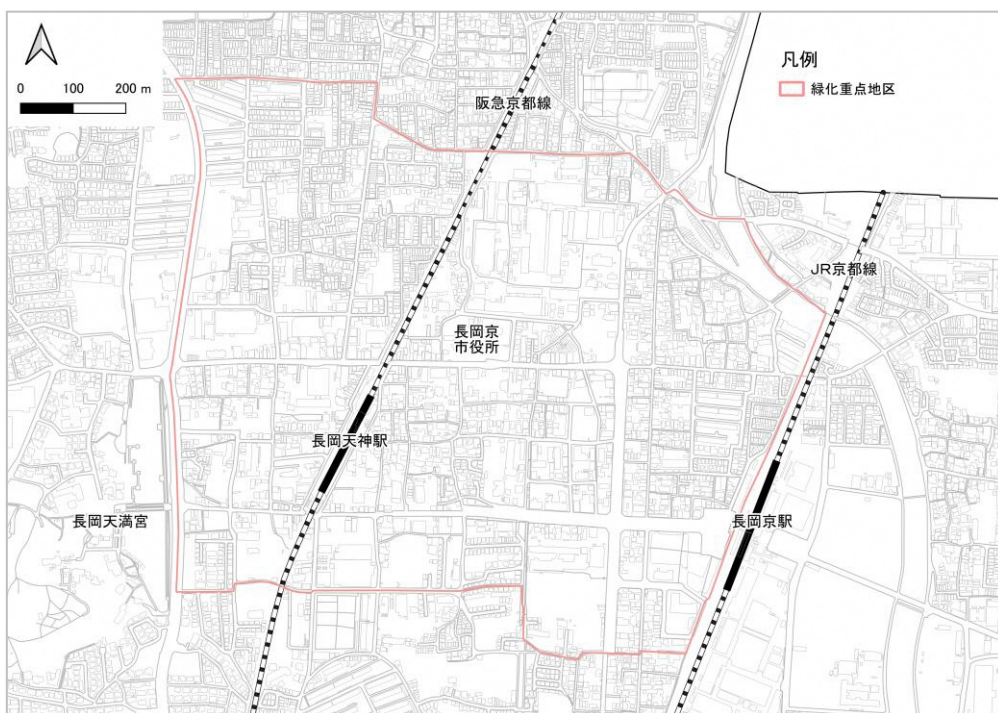 0 100 200 m
凡例
緑化重点地区
阪急京都線
JR京都線
長岡京
市役所
長岡天神駅
長岡天満宮
長岡京駅